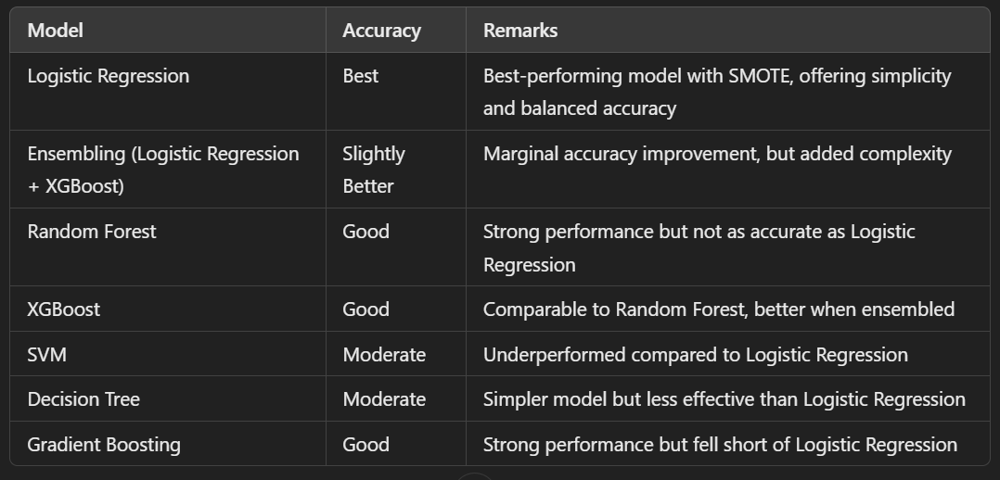 Model Accuracy Remarks
Logistic Regression Best Best-performing model with SMOTE, offering simplicity
and balanced accuracy
Ensembling (Logistic Regression Slightly Marginal accuracy improvement, but added complexity
+ XGBoost) Better
Random Forest Good Strong performance but not as accurate as Logistic
Regression
XGBoost Good Comparable to Random Forest, better when ensembled
SVM Moderate Underperformed compared to Logistic Regression
Decision Tree Moderate Simpler model but less effective than Logistic Regression
Gradient Boosting Good Strong performance but fell short of Logistic Regression